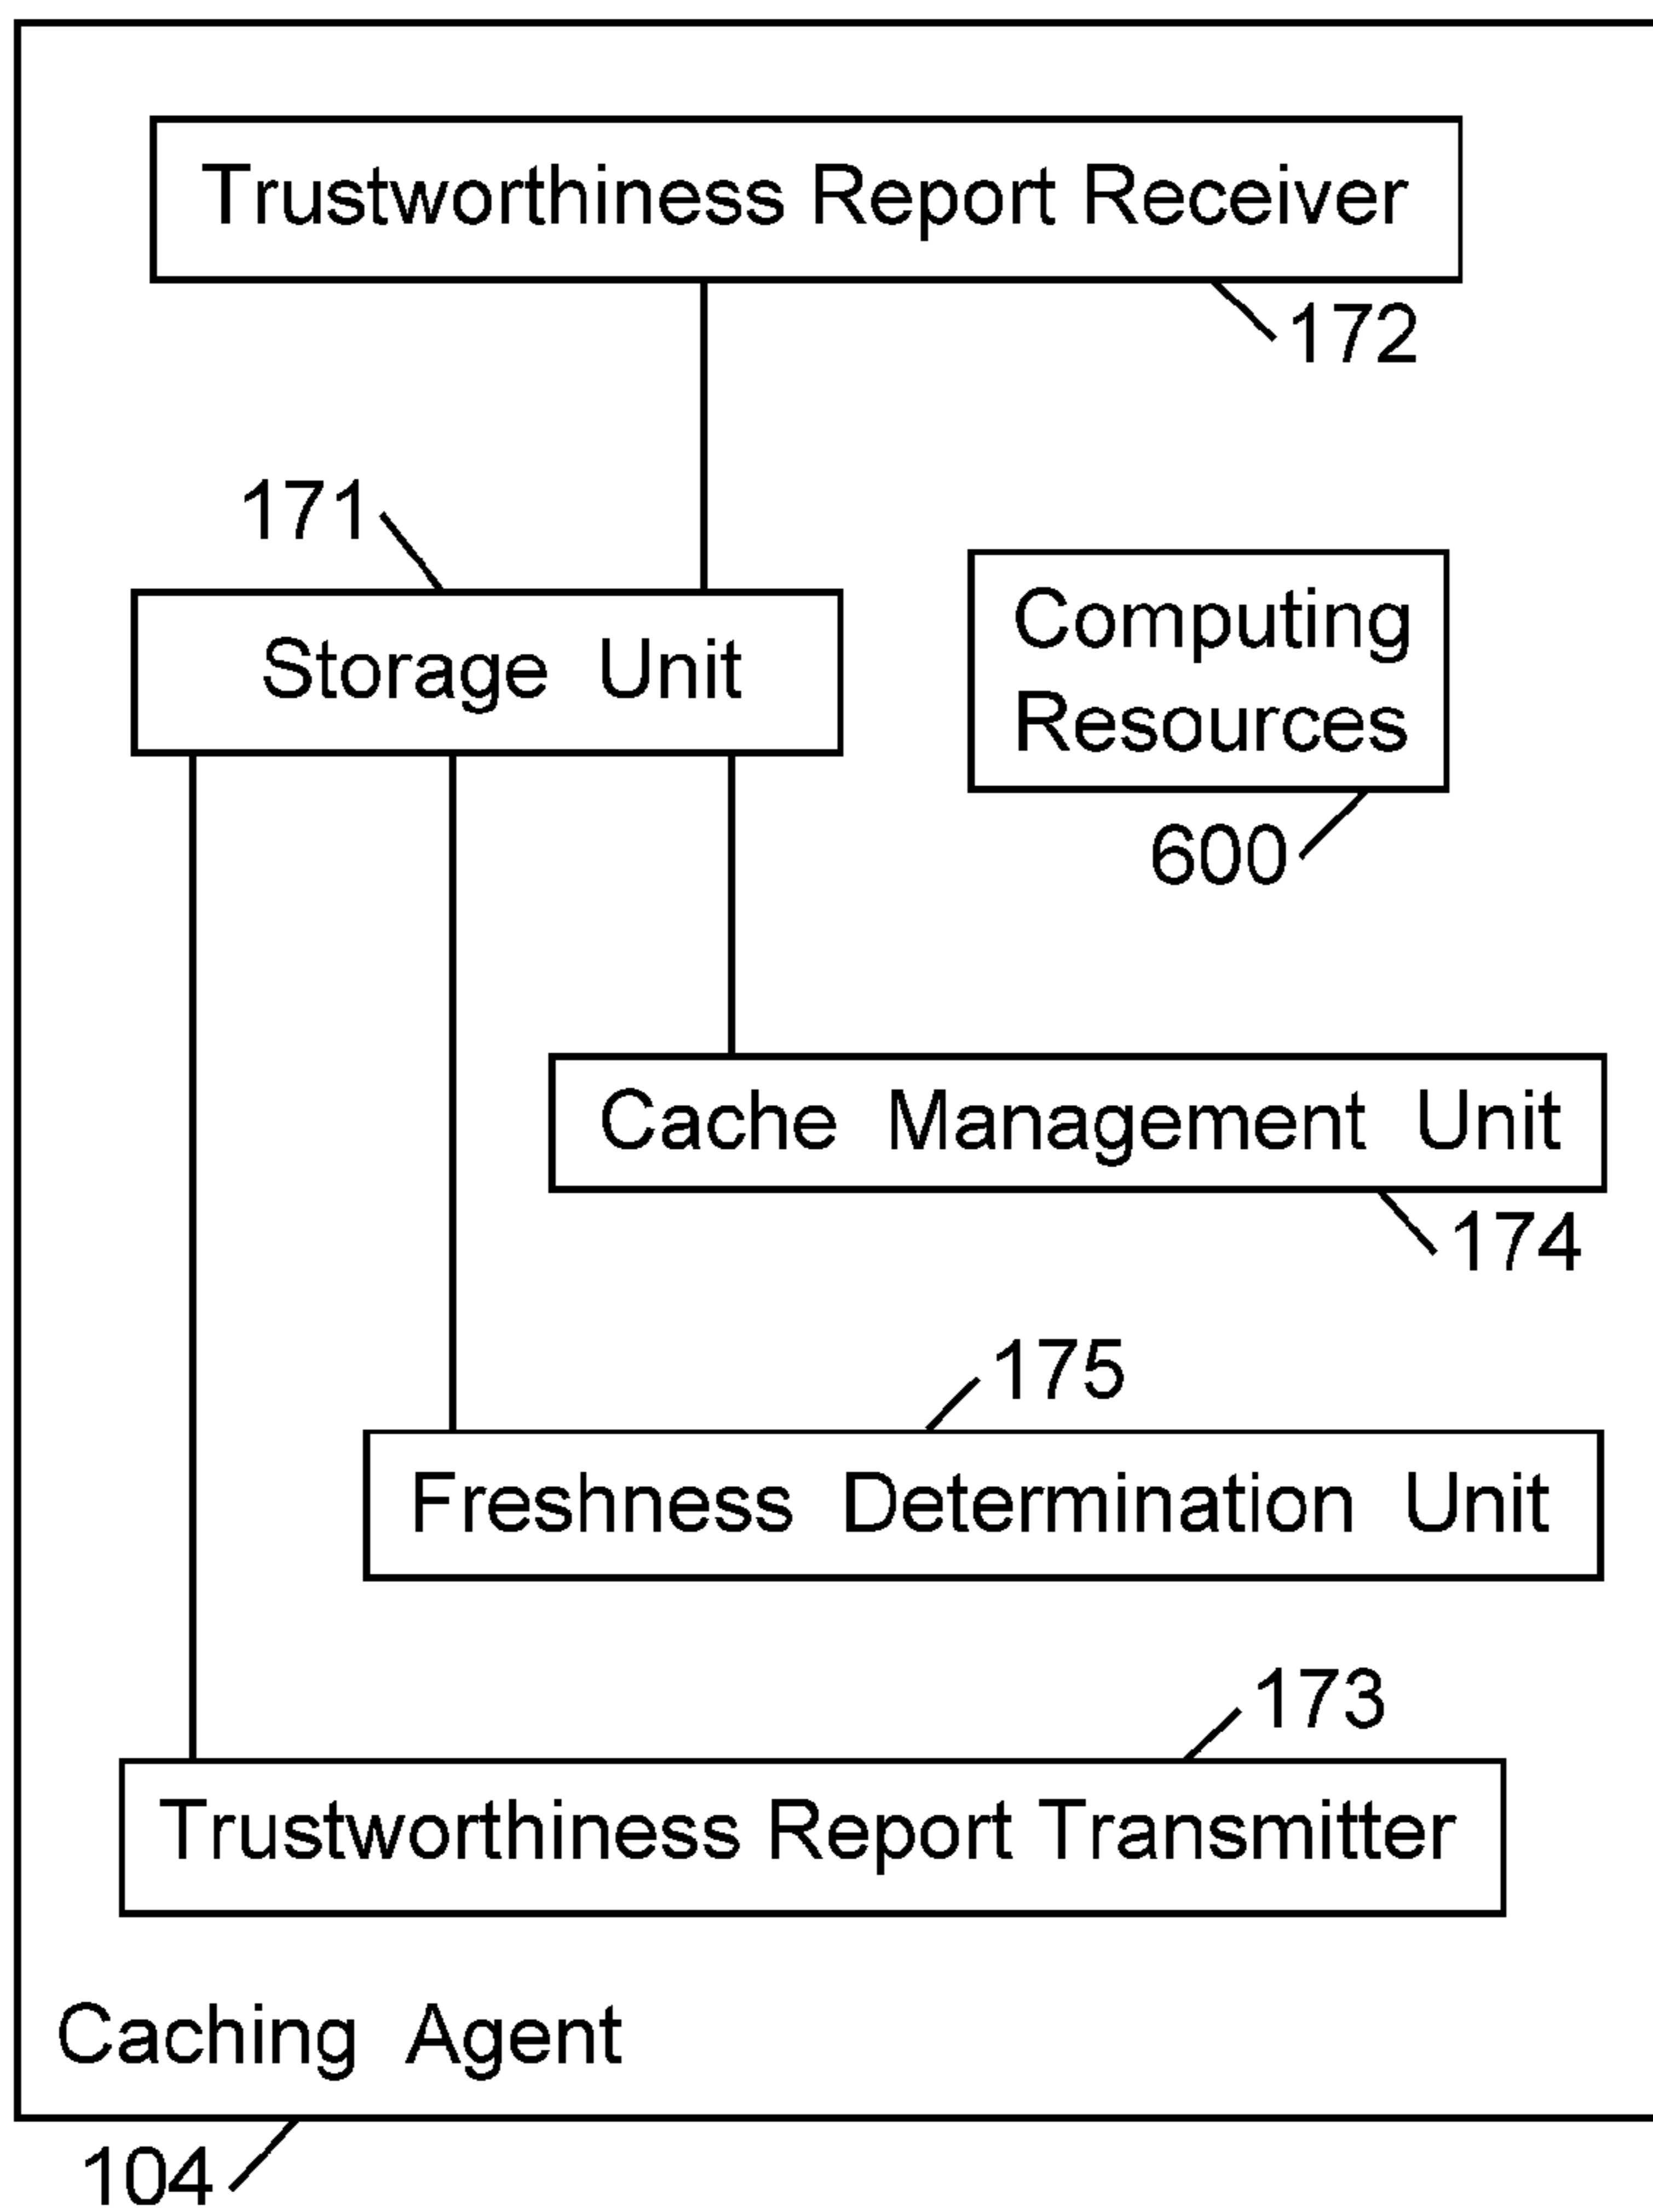 Trustworthiness Report Receiver
172
171
Storage Unit
Computing
Resources
600
Cache Management Unit
174
175
Freshness Determination Unit
173
Trustworthiness Report Transmitter
Caching Agent
104